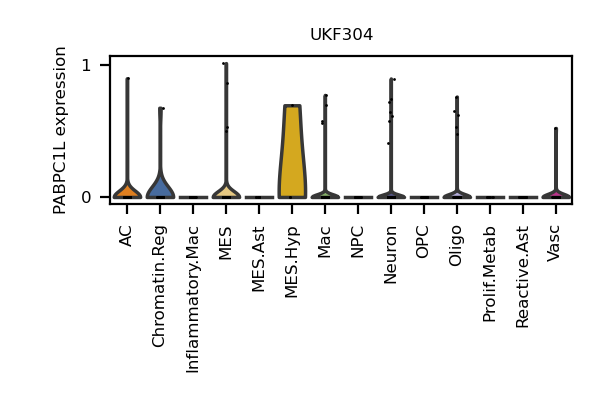 UKF304
PABPC1L expression
1
0
AC
Chromatin.Reg
Inflammatory.Mac
MES
MES.Ast
MES.Hyp
Mac
NPC
Neuron
OPC
Oligo
Prolif.Metab
Reactive.Ast
Vasc